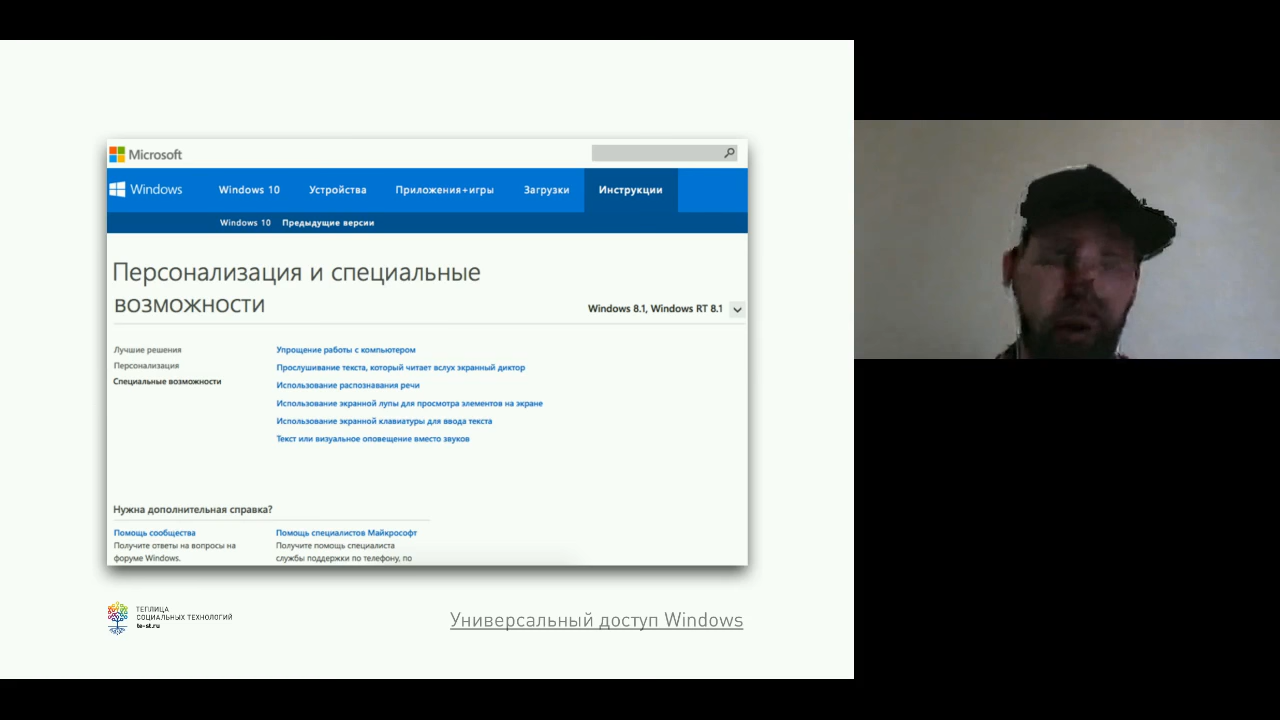 Microsoft
Windows
Windows 10 Устройства Приложения+игры Загрузки Инструкции
Windows 10 Предыдущие версии
Персонализация и специальные
возможности
Windows 8.1, Windows RT 8.1
Лучшие решения
Персонализация
Специальные возможности
Упрощение работы с компьютером
Прослушивание текста, который читает вслух экранный диктор
Использование распознавания речи
Использование экранной лупы для просмотра элементов на экране
Использование экранной клавиатуры для ввода текста
Текст или визуальное оповещение вместо звуков
Нужна дополнительная справка?
Помощь сообщества
Получите ответы на вопросы на
форуме Windows.
Помощь специалистов Майкрософт
Получите помощь специалиста
службы поддержки по телефону, по
ТЕПЛИЦА
СОЦИАЛЬНЫХ ТЕХНОЛОГИЙ
te-st.ru
Универсальный доступ Windows